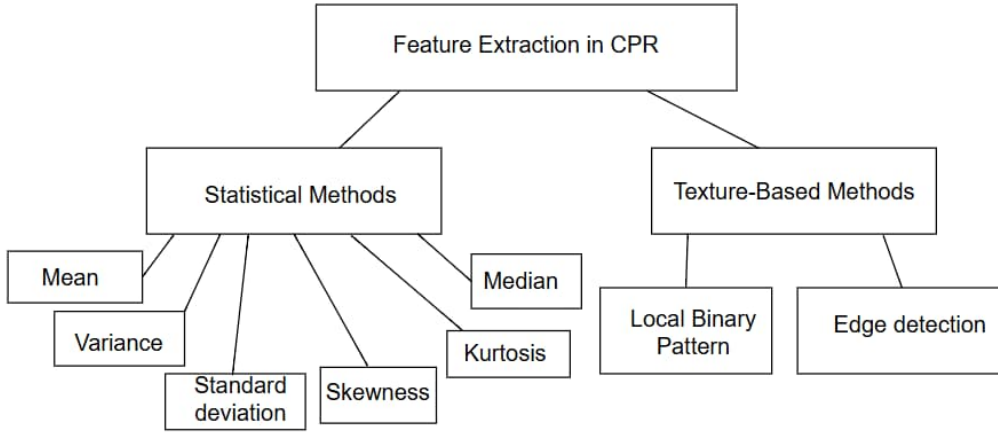 Feature Extraction in CPR
Statistical Methods
Texture-Based Methods
Mean
Variance
Standard
deviation
Skewness
Kurtosis
Median
Local Binary
Pattern
Edge detection